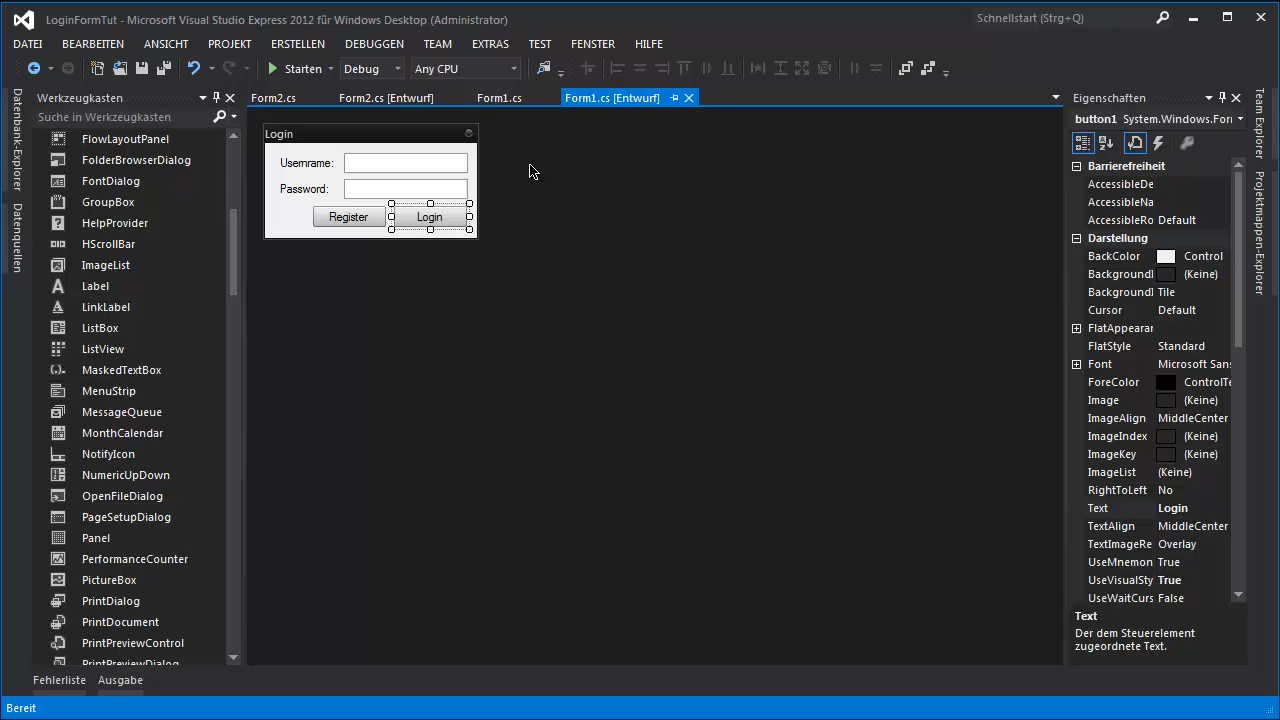 LoginFormTut - Microsoft Visual Studio Express 2012 für Windows Desktop (Administrator)
Schnellstart (Strg+Q)
DATEI BEARBEITEN ANSICHT PROJEKT ERSTELLEN DEBUGGEN TEAM EXTRAS TEST FENSTER HILFE
Starten Debug Any CPU
Datenbank-Explorer
Datenquellen
Werkzeugkasten
Suche in Werkzeugkasten
FlowLayoutPanel
FolderBrowserDialog
FontDialog
GroupBox
HelpProvider
HScrollBar
ImageList
Label
LinkLabel
ListBox
ListView
MaskedTextBox
MenuStrip
MessageQueue
MonthCalendar
NotifyIcon
NumericUpDown
OpenFileDialog
PageSetupDialog
Panel
PerformanceCounter
PictureBox
PrintDialog
PrintDocument
PrintPreviewControl
PrintPreviewDialog
Form2.cs Form2.cs [Entwurf] Form1.cs Form1.cs [Entwurf]
Login
Username:
Password:
Register Login
Eigenschaften
button1 System.Windows.For
Barrierefreiheit
AccessibleDe
AccessibleNa
AccessibleRo Default
Darstellung
BackColor Control
BackgroundI (Keine)
BackgroundI Tile
Cursor Default
FlatAppearar
FlatStyle Standard
Font Microsoft Sans
ForeColor ControlTe
Image (Keine)
ImageAlign MiddleCenter
ImageIndex (Keine)
ImageKey (Keine)
ImageList (Keine)
RightToLeft No
Text Login
TextAlign MiddleCenter
TextImageRe Overlay
UseMnemon True
UseVisualSty True
UseWaitCurs False
Text
Der dem Steuerelement
zugeordnete Text.
Team Explorer
Projektmappen-Explorer
Fehlerliste Ausgabe
Bereit